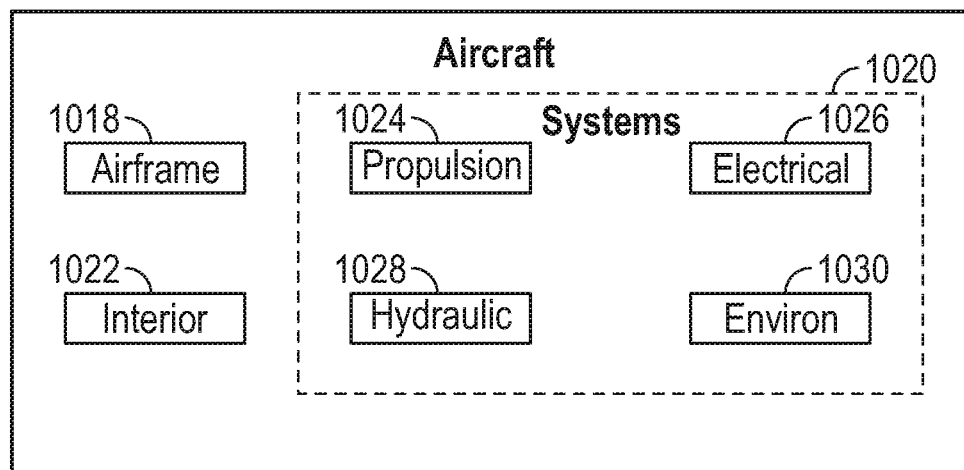 Aircraft
1020
Systems
1018
1024
1026
Airframe
Propulsion
Electrical
1022
1028
1030
Interior
Hydraulic
Environ